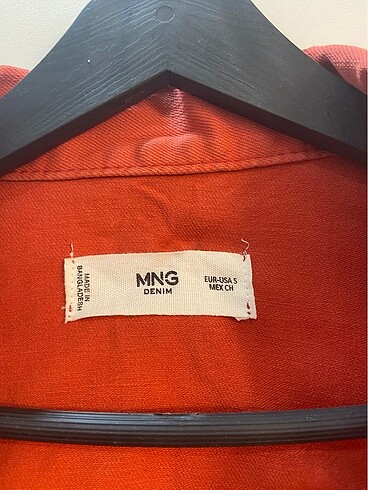 MADE IN
BANGLADESH
MNG
DENIM
EUR-USA S
MEX CH